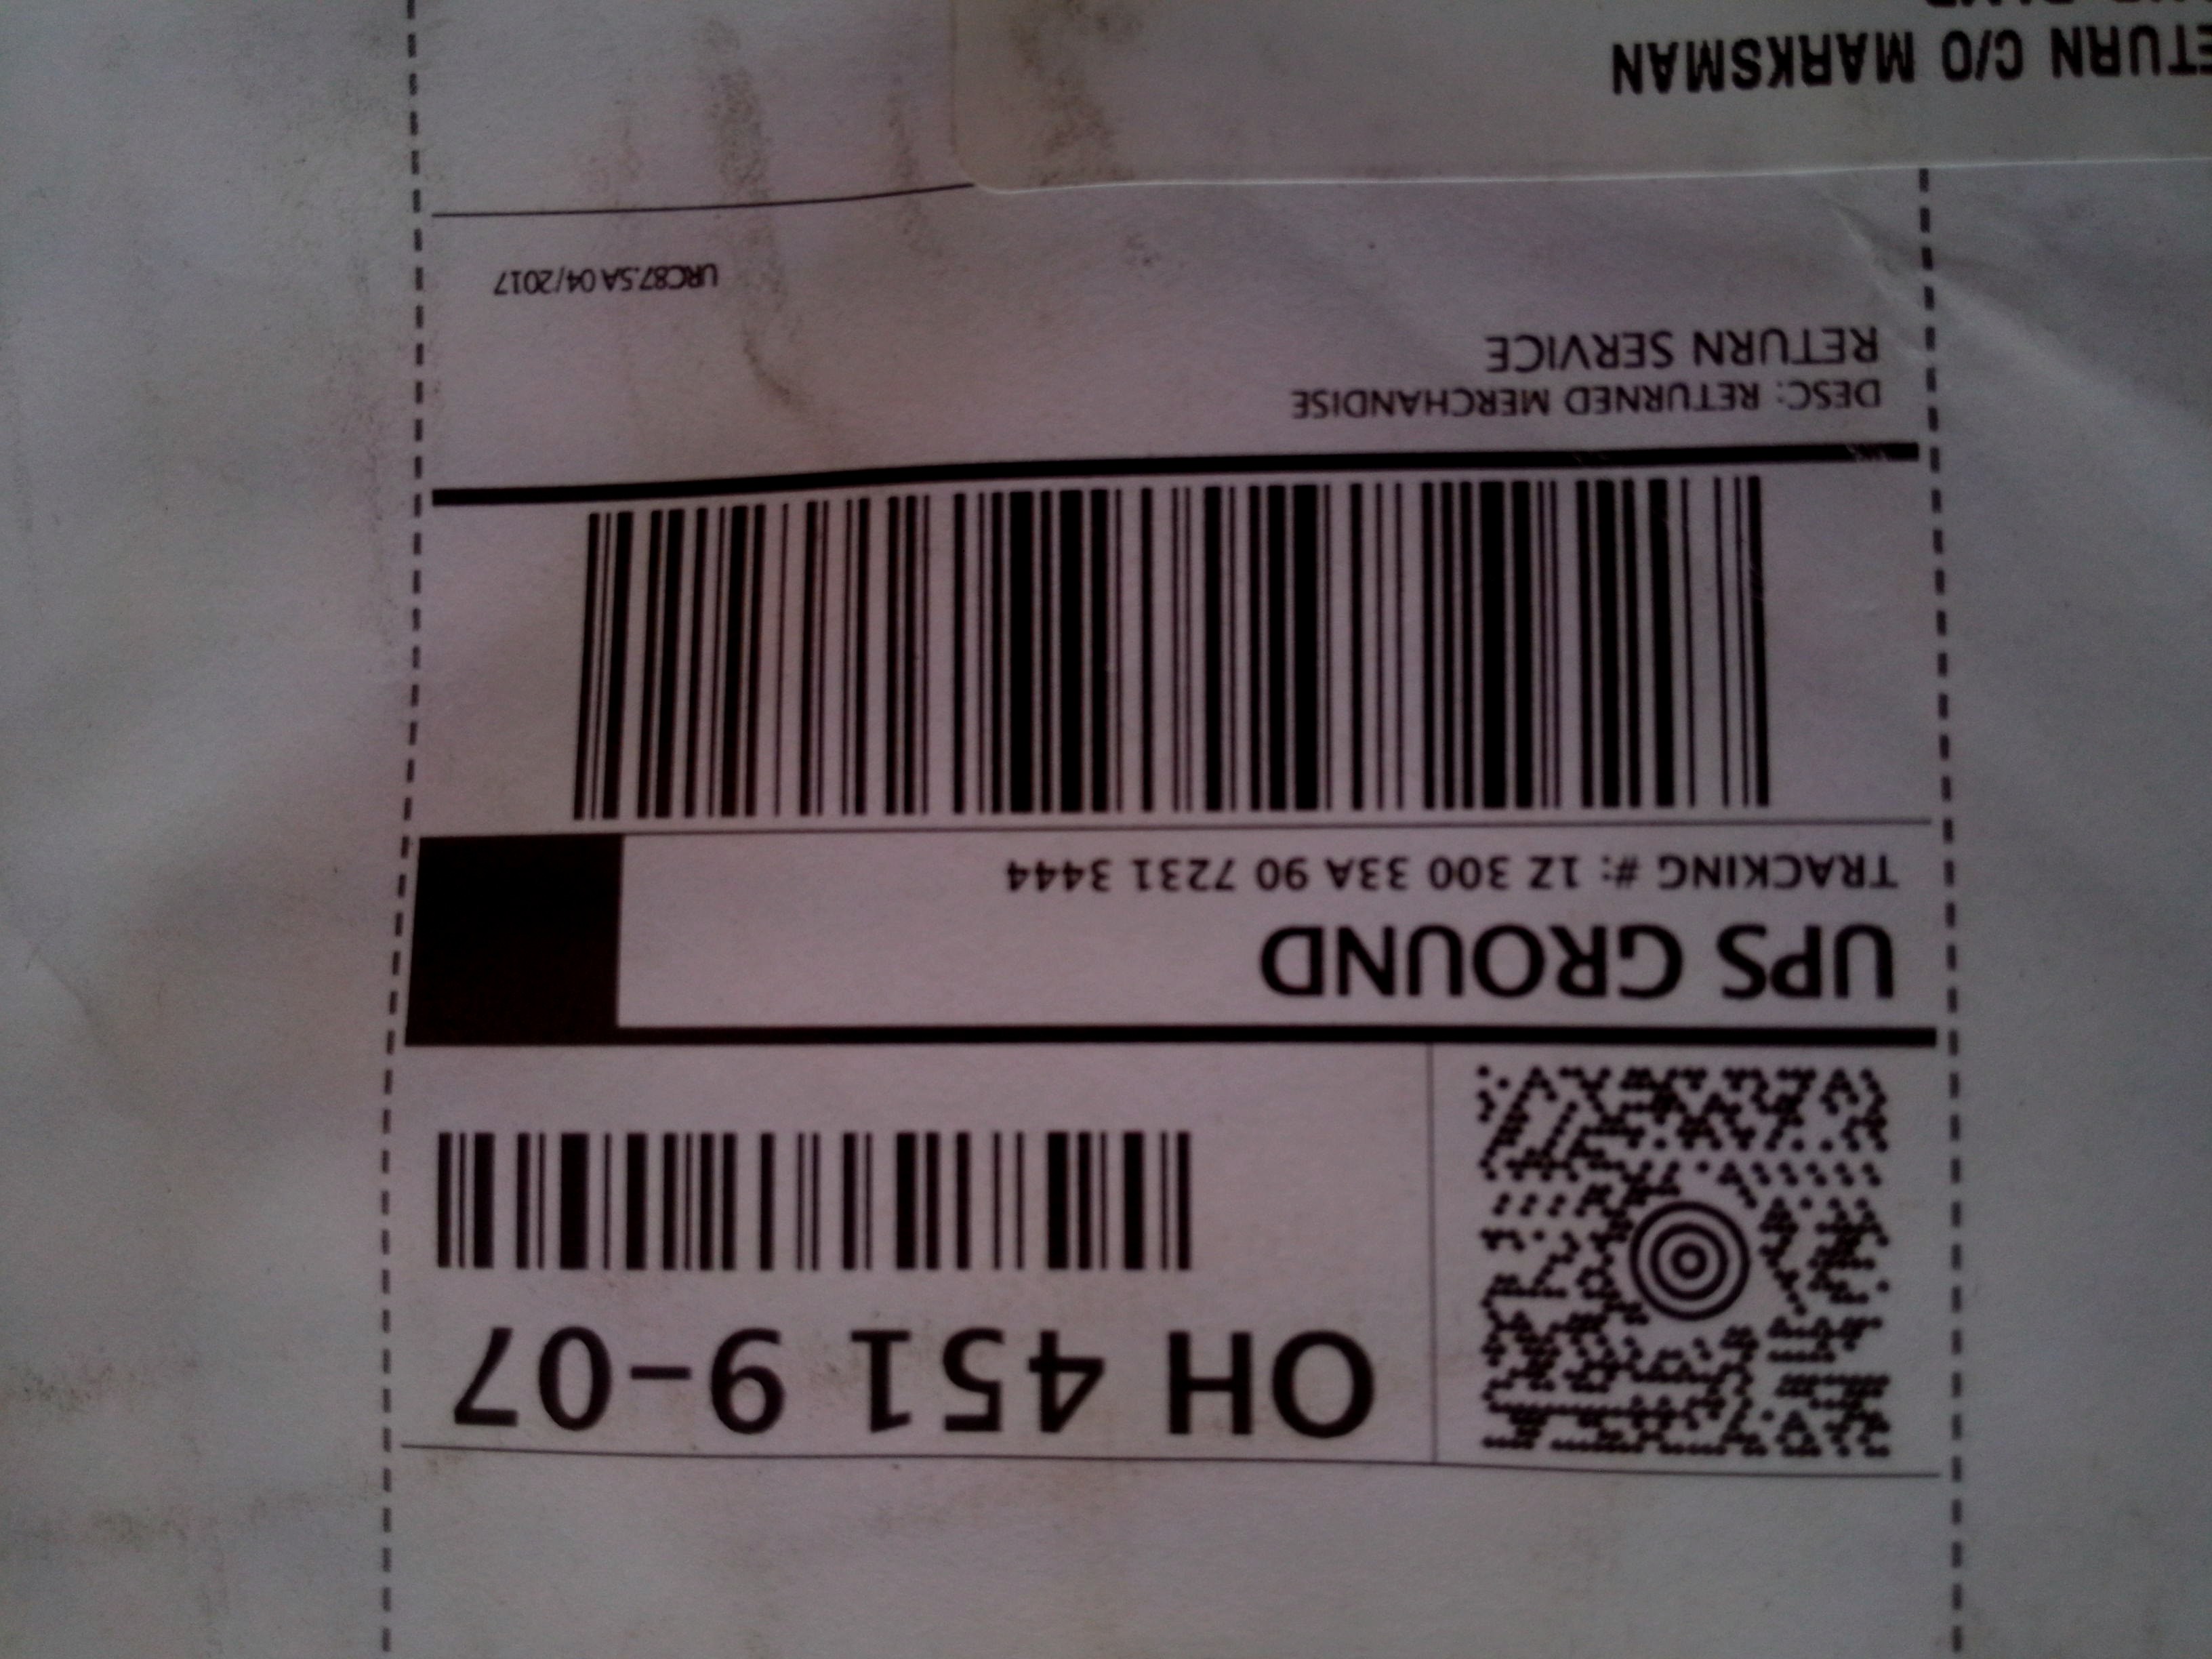 OH 451 9-07
UPS GROUND
TRACKING #: 1Z 300 33A 90 7231 3444
DESC: RETURNED MERCHANDISE
RETURN SERVICE
URC87.5A 04/2017
ETURN C/O MARKSMAN